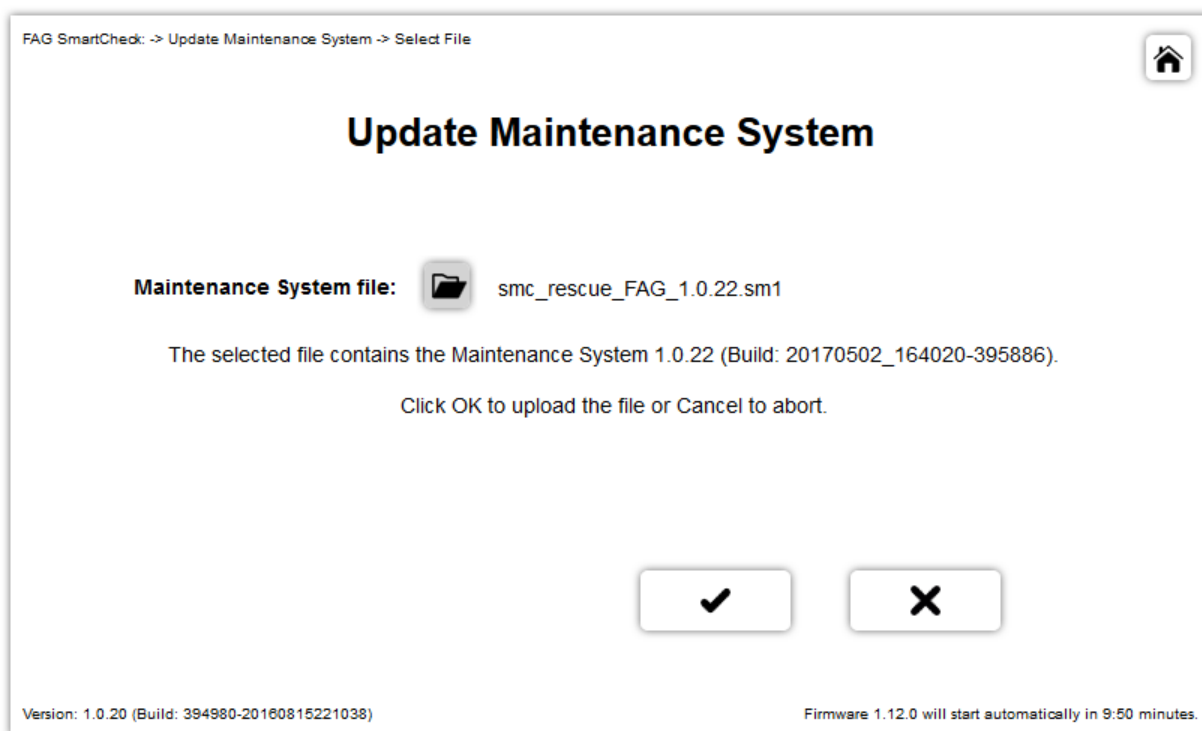 FAG SmartCheck: -> Update Maintenance System -> Select File
Update Maintenance System
Maintenance System file: smc_rescue_FAG_1.0.22.sm1
The selected file contains the Maintenance System 1.0.22 (Build: 20170502_164020-395886).
Click OK to upload the file or Cancel to abort.
Version: 1.0.20 (Build: 394980-20160815221038)
Firmware 1.12.0 will start automatically in 9:50 minutes.